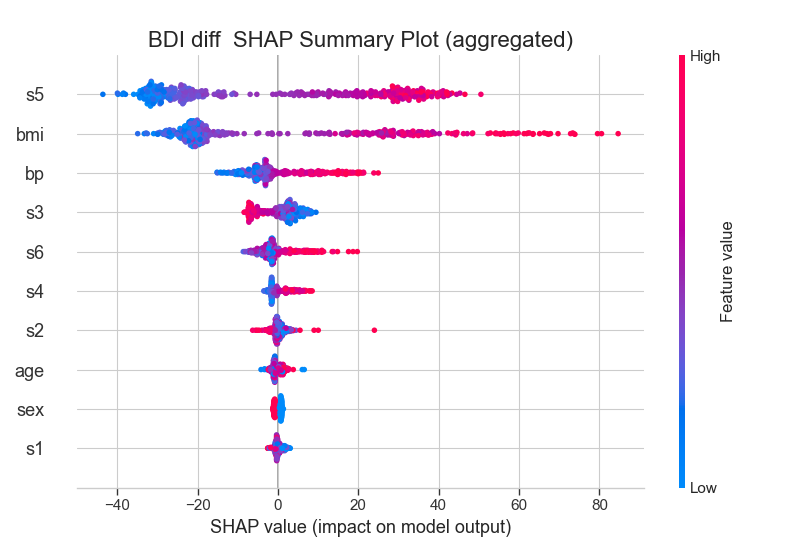 BDI diff  SHAP Summary Plot (aggregated)
High
s5
bmi
bp
s3
s6
s4
s2
age
sex
s1
Feature value
Low
−40 −20 0 20 40 60 80
SHAP value (impact on model output)